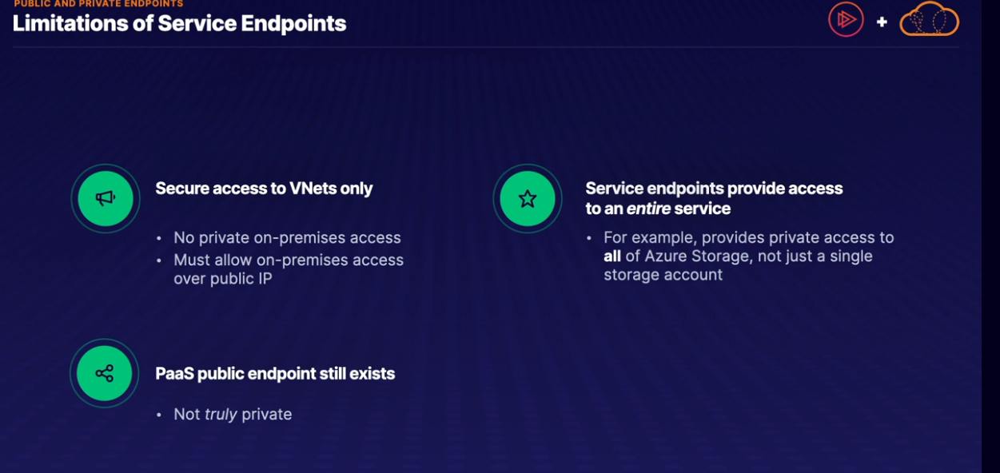 PUBLIC AND PRIVATE ENDPOINTS
Limitations of Service Endpoints
Secure access to VNets only
• No private on-premises access
• Must allow on-premises access
over public IP
Service endpoints provide access
to an entire service
• For example, provides private access to
all of Azure Storage, not just a single
storage account
PaaS public endpoint still exists
• Not truly private